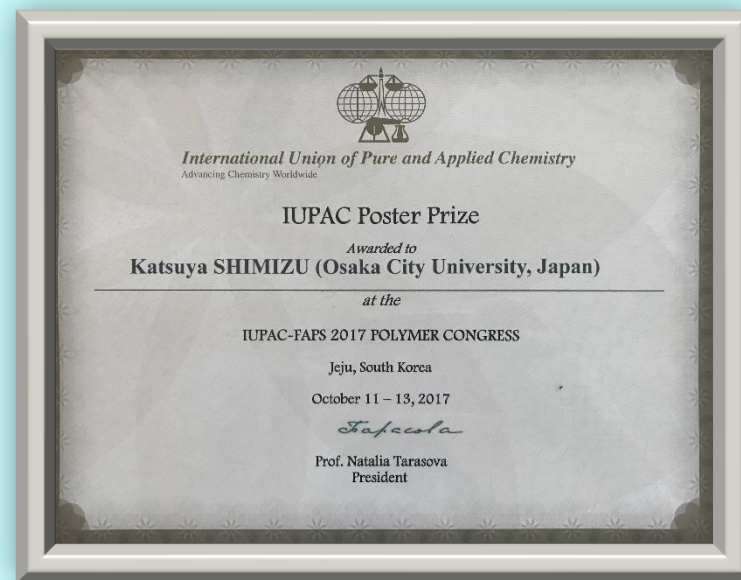 International Union of Pure and Applied Chemistry
Advancing Chemistry Worldwide
IUPAC Poster Prize
Awarded to
Katsuya SHIMIZU (Osaka City University, Japan)
at the
IUPAC-FAPS 2017 POLYMER CONGRESS
Jeju, South Korea
October 11 – 13, 2017
Prof. Natalia Tarasova
President